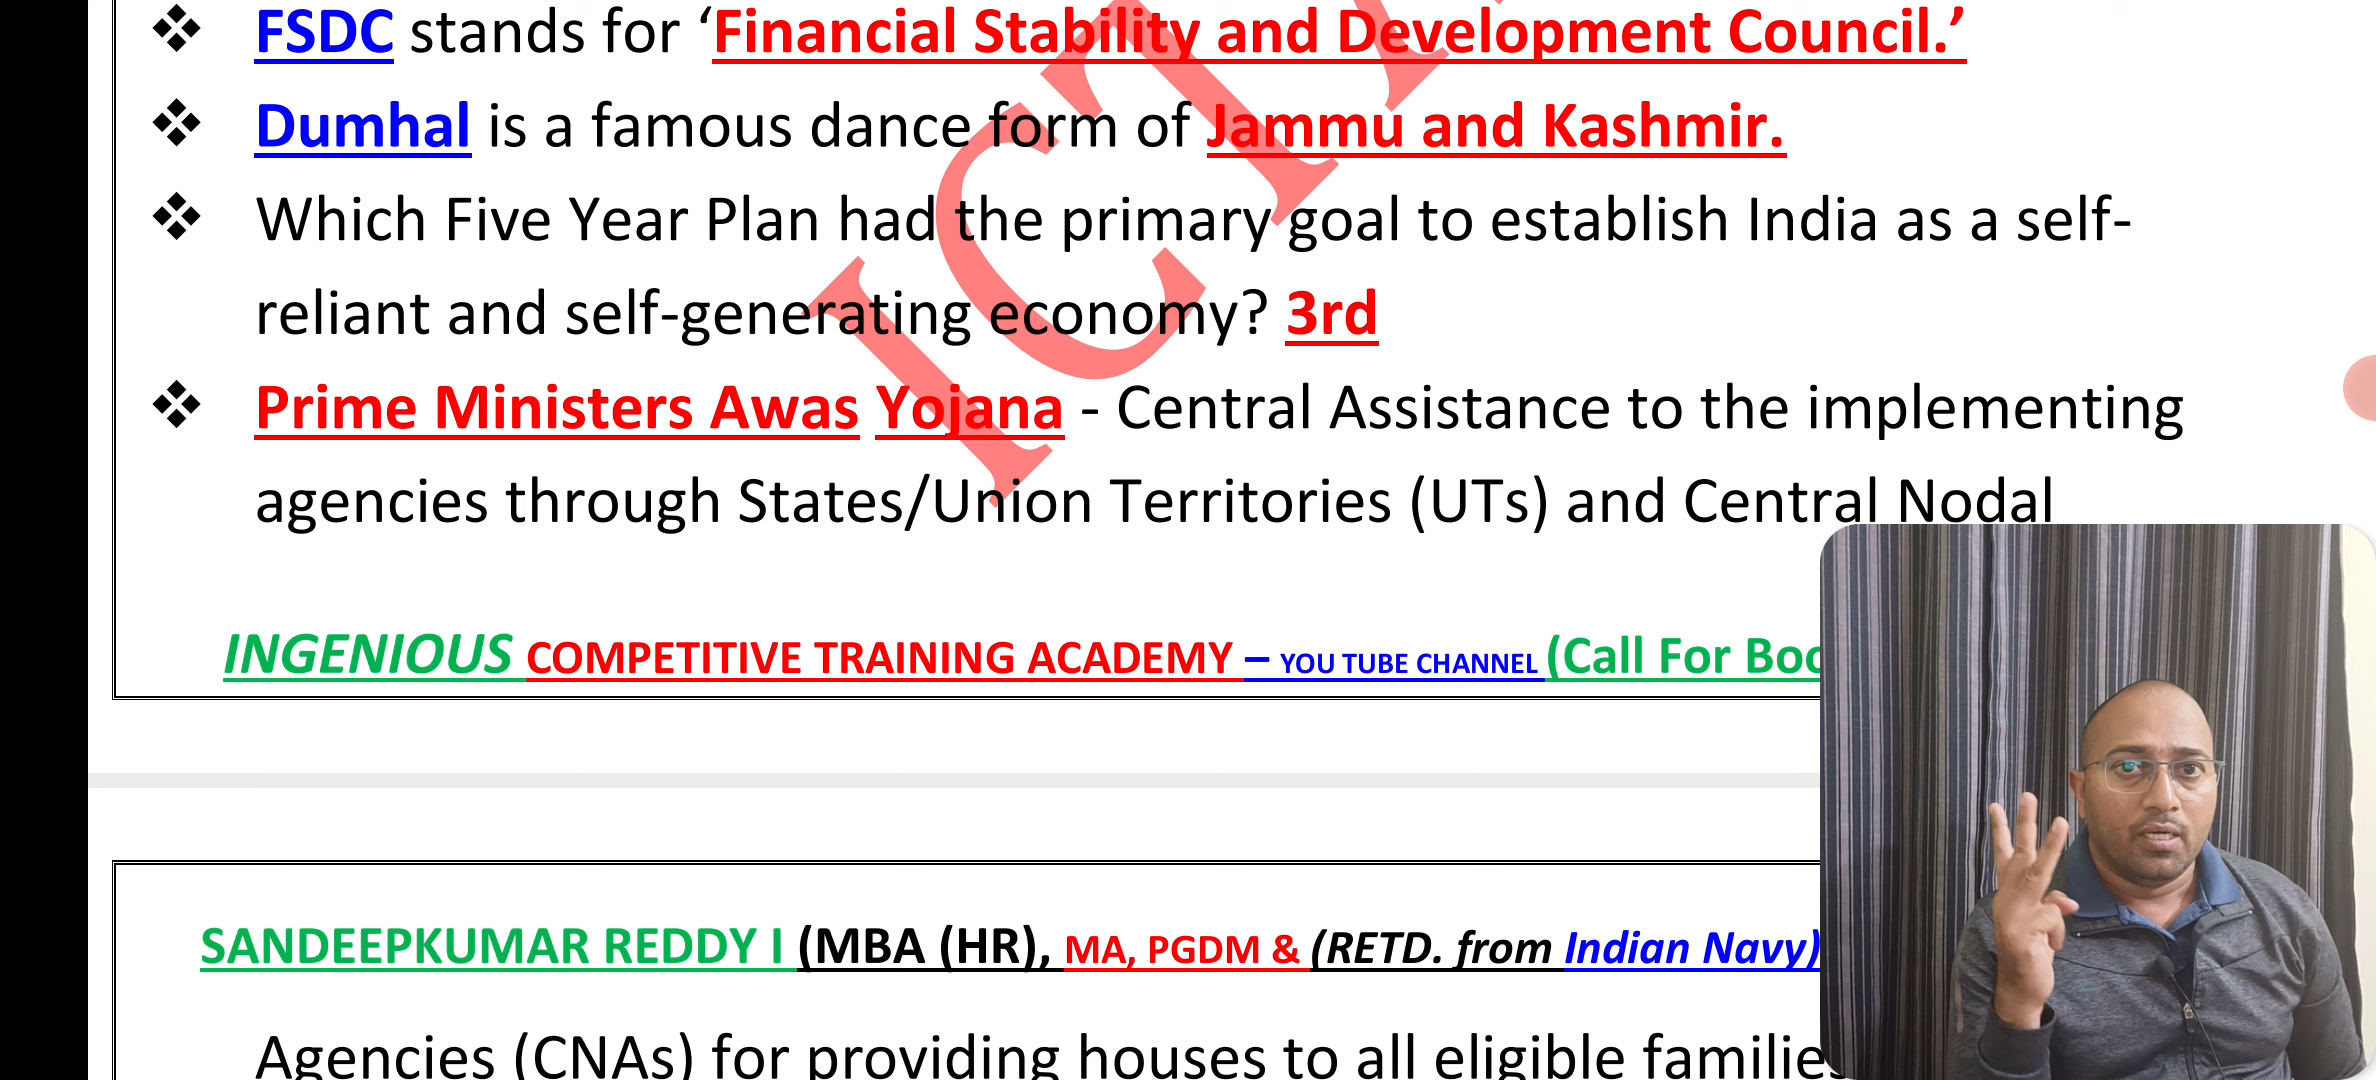 ❖ FSDC stands for ‘Financial Stability and Development Council.’
❖ Dumhal is a famous dance form of Jammu and Kashmir.
❖ Which Five Year Plan had the primary goal to establish India as a self-
reliant and self-generating economy? 3rd
❖ Prime Ministers Awas Yojana - Central Assistance to the implementing
agencies through States/Union Territories (UTs) and Central Nodal
INGENIOUS COMPETITIVE TRAINING ACADEMY – YOU TUBE CHANNEL (Call For
SANDEEPKUMAR REDDY I (MBA (HR), MA, PGDM & (RETD. from Indian Navy)
Agencies (CNAs) for providing houses to all eligible
ICT